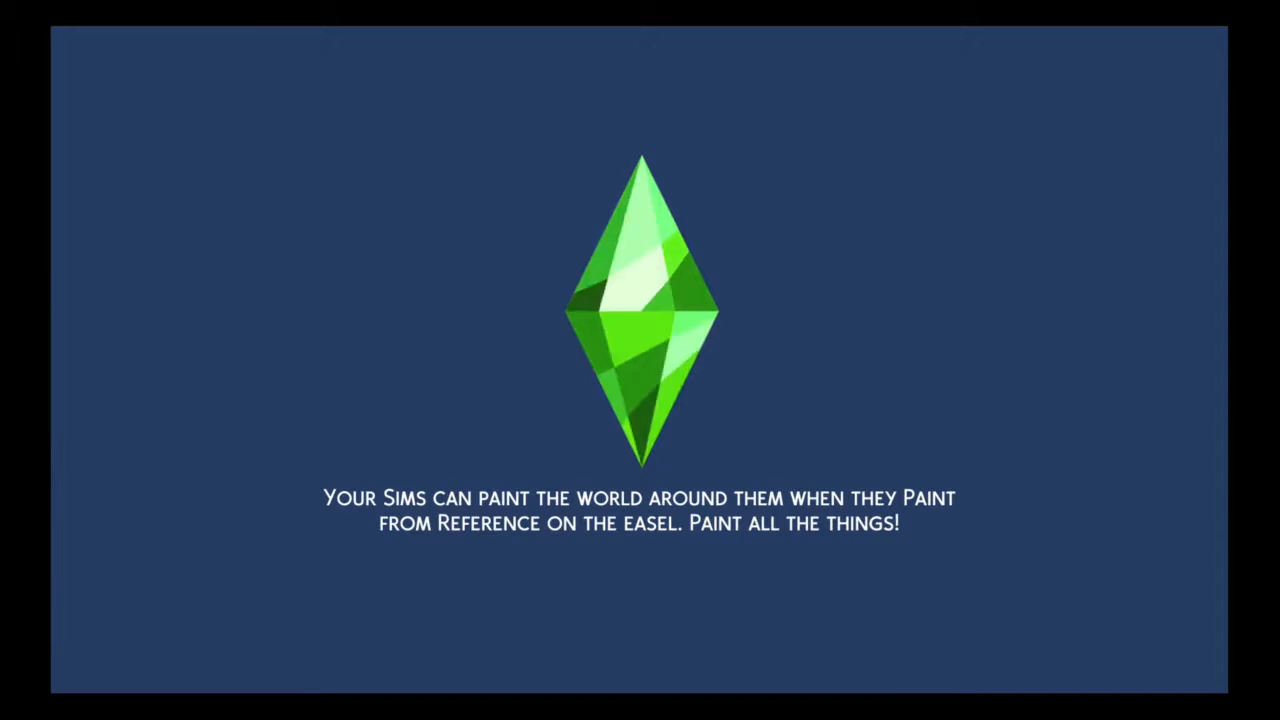 Your Sims can paint the world around them when they Paint
from Reference on the easel. Paint all the things!